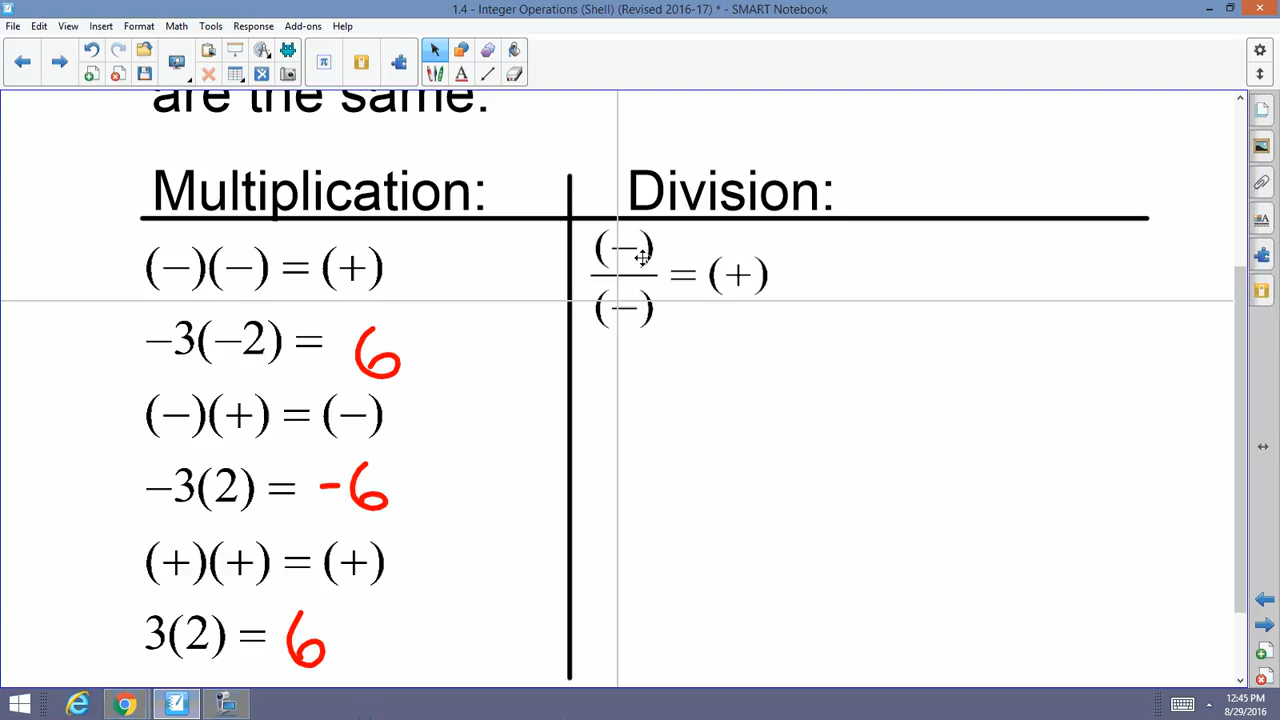 1.4 - Integer Operations (Shell) (Revised 2016-17) * - SMART Notebook
File Edit View Insert Format Math Tools Response Add-ons Help
are the same:
Multiplication:
(−)(−) = (+)
−3(−2) = 6
(−)(+) = (−)
−3(2) = -6
(+)(+) = (+)
3(2) = 6
Division:
(−)
(−) = (+)
12:45 PM
8/29/2016